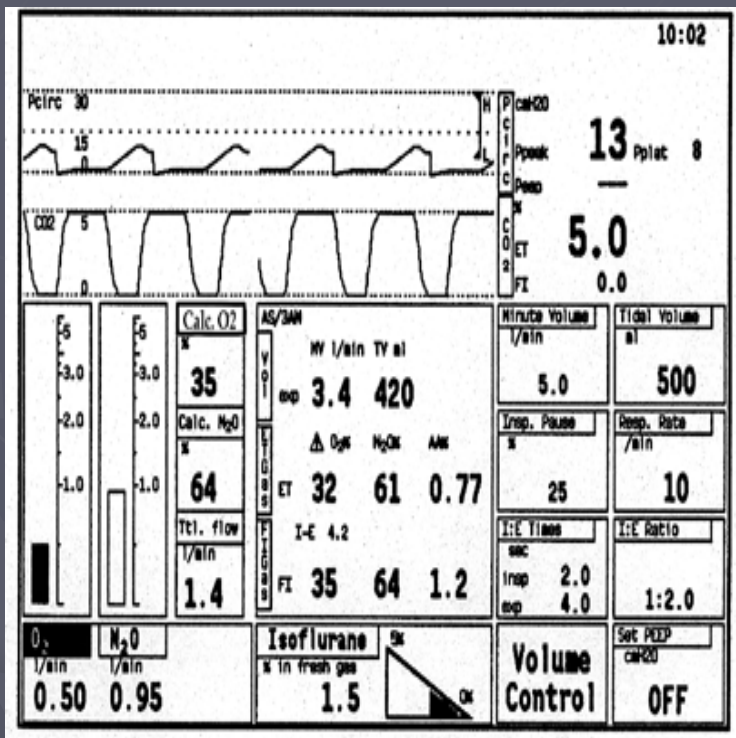 10:02
Pcirc 30
15
0
H
L
Pcirc
cmH2O
Ppeak 13 Pplat 8
Peep ---
CO2 5
0
CO2
%
ET 5.0
FI 0.0
5
3.0
2.0
1.0
5
3.0
2.0
1.0
Calc. O2
%
35
Calc. N2O
%
64
Ttl. flow
l/min
1.4
AS/3AM
Vol
MV l/min TV ml
exp 3.4 420
O2% N2O% AA%
ETGas
ET 32 61 0.77
I-E 4.2
FIGas
FI 35 64 1.2
Minute Volume
l/min
5.0
Tidal Volume
ml
500
Insp. Pause
%
25
Resp. Rate
/min
10
I:E Times
sec
insp 2.0
exp 4.0
I:E Ratio
1:2.0
O2
l/min
0.50
N2O
l/min
0.95
Isoflurane
% in fresh gas
1.5
5%
0%
Volume
Control
Set PEEP
cmH2O
OFF